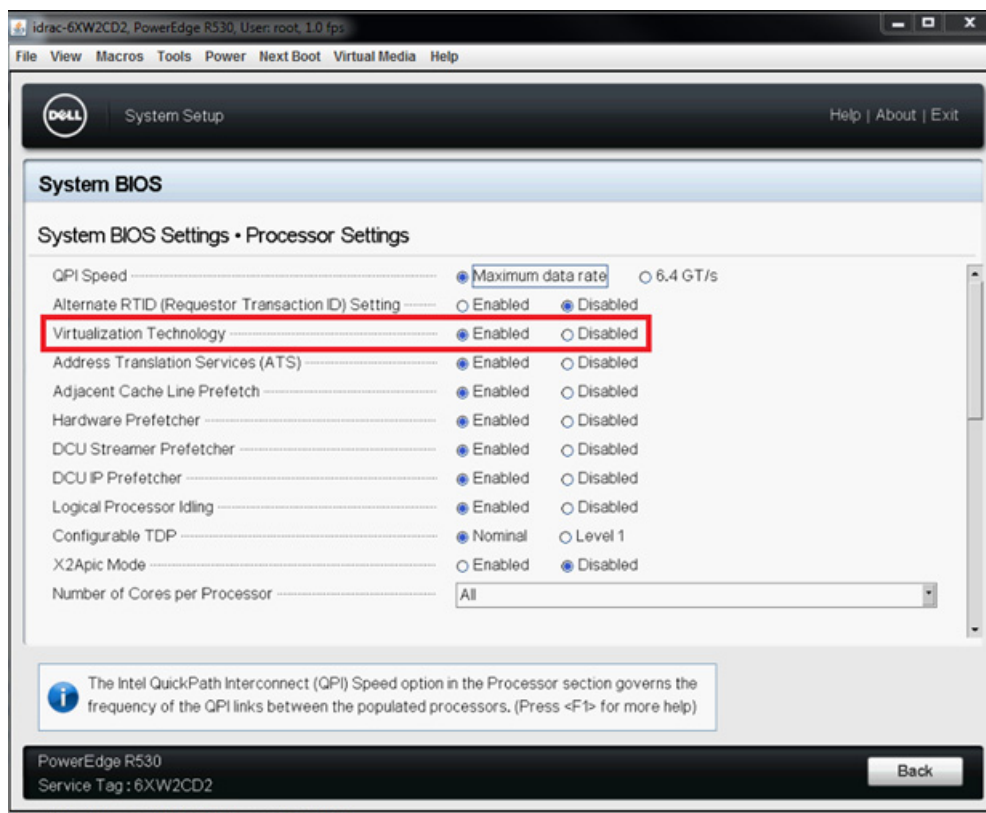 idrac-6XW2CD2, PowerEdge R530, User: root, 1.0 fps
File View Macros Tools Power Next Boot Virtual Media Help
DELL System Setup Help | About | Exit
System BIOS
System BIOS Settings • Processor Settings
QPI Speed Maximum data rate 6.4 GT/s
Alternate RTID (Requestor Transaction ID) Setting Enabled Disabled
Virtualization Technology Enabled Disabled
Address Translation Services (ATS) Enabled Disabled
Adjacent Cache Line Prefetch Enabled Disabled
Hardware Prefetcher Enabled Disabled
DCU Streamer Prefetcher Enabled Disabled
DCU IP Prefetcher Enabled Disabled
Logical Processor Idling Enabled Disabled
Configurable TDP Nominal Level 1
X2Apic Mode Enabled Disabled
Number of Cores per Processor All
The Intel QuickPath Interconnect (QPI) Speed option in the Processor section governs the
frequency of the QPI links between the populated processors. (Press <F1> for more help)
PowerEdge R530
Service Tag : 6XW2CD2
Back